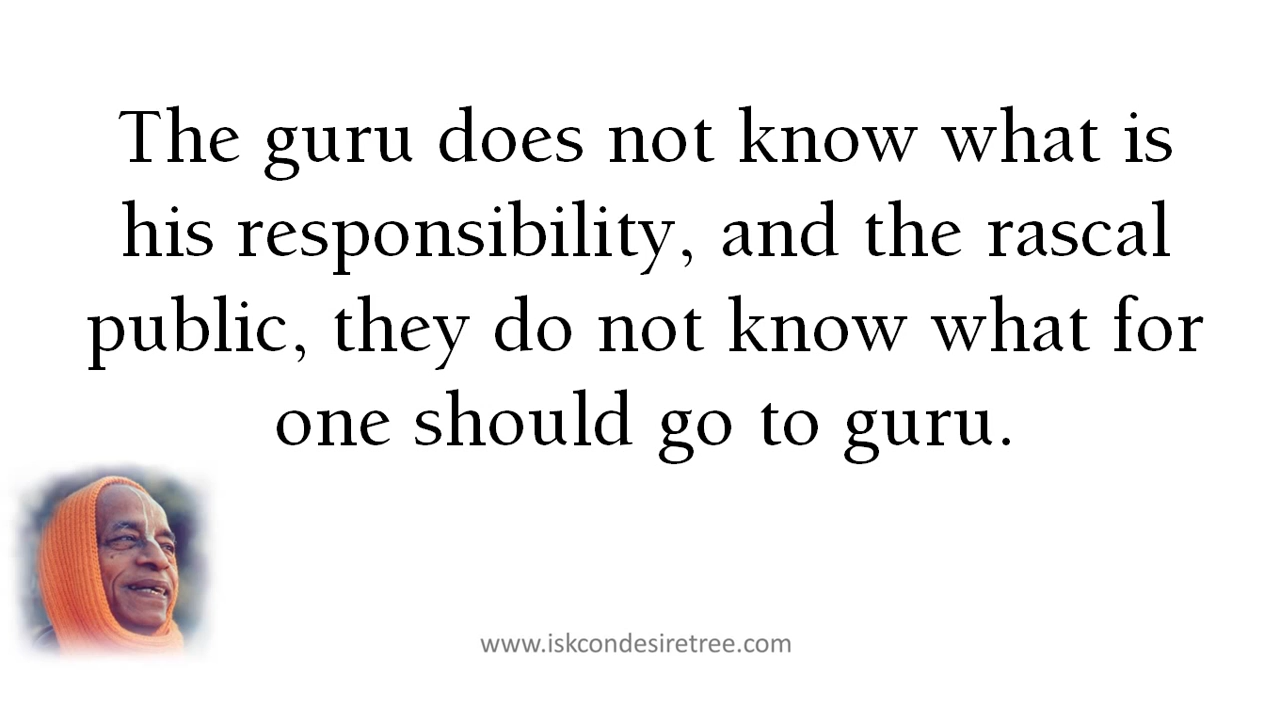 The guru does not know what is
his responsibility, and the rascal
public, they do not know what for
one should go to guru.
www.iskcondesiretree.com